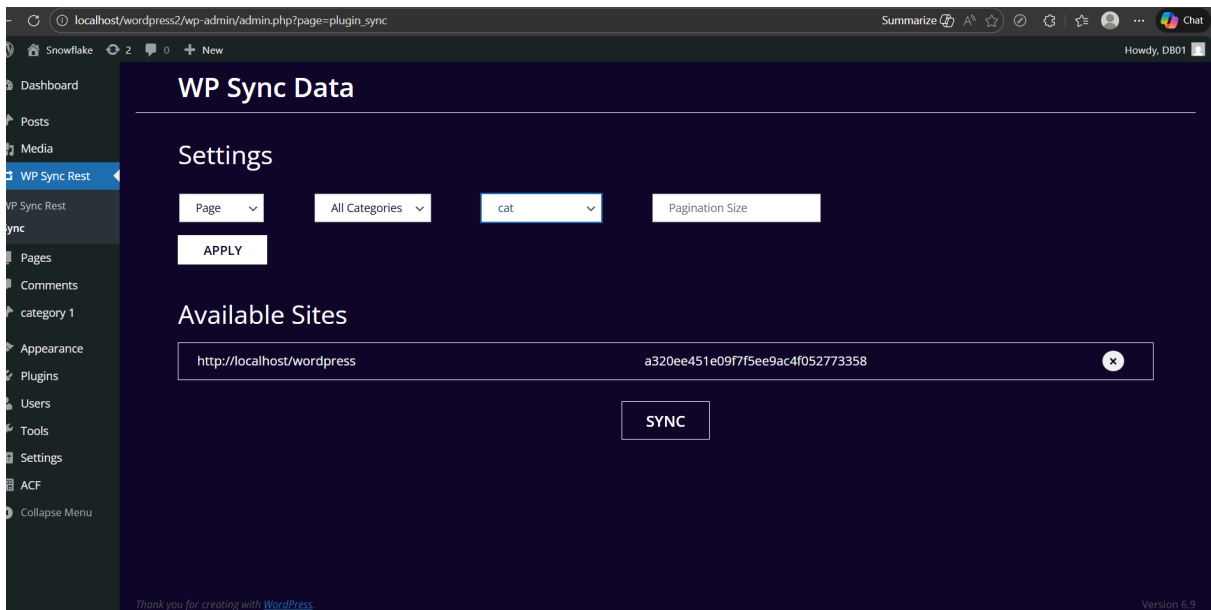 localhost/wordpress2/wp-admin/admin.php?page=plugin_sync
Summarize
Chat
Snowflake 2 0 New
Howdy, DB01
Dashboard
Posts
Media
WP Sync Rest
WP Sync Rest
Sync
Pages
Comments
category 1
Appearance
Plugins
Users
Tools
Settings
ACF
Collapse Menu
WP Sync Data
Settings
Page
All Categories
cat
Pagination Size
APPLY
Available Sites
http://localhost/wordpress a320ee451e09f7f5ee9ac4f052773358
SYNC
Thank you for creating with WordPress.
Version 6.9